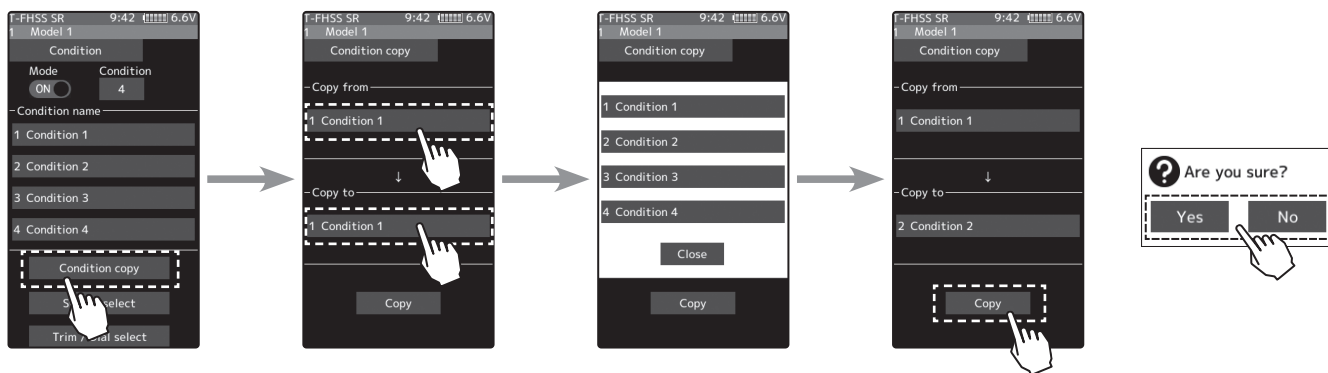 T-FHSS SR 9:42 6.6V
1 Model 1
Condition
Mode Condition
ON 4
Condition name
1 Condition 1
2 Condition 2
3 Condition 3
4 Condition 4
Condition copy
select
Trim / select
T-FHSS SR 9:42 6.6V
1 Model 1
Condition copy
Copy from
1 Condition 1
↓
Copy to
1 Condition 1
Copy
T-FHSS SR 9:42 6.6V
1 Model 1
Condition copy
1 Condition 1
2 Condition 2
3 Condition 3
4 Condition 4
Close
Copy
T-FHSS SR 9:42 6.6V
1 Model 1
Condition copy
Copy from
1 Condition 1
↓
Copy to
2 Condition 2
Copy
? Are you sure?
Yes No